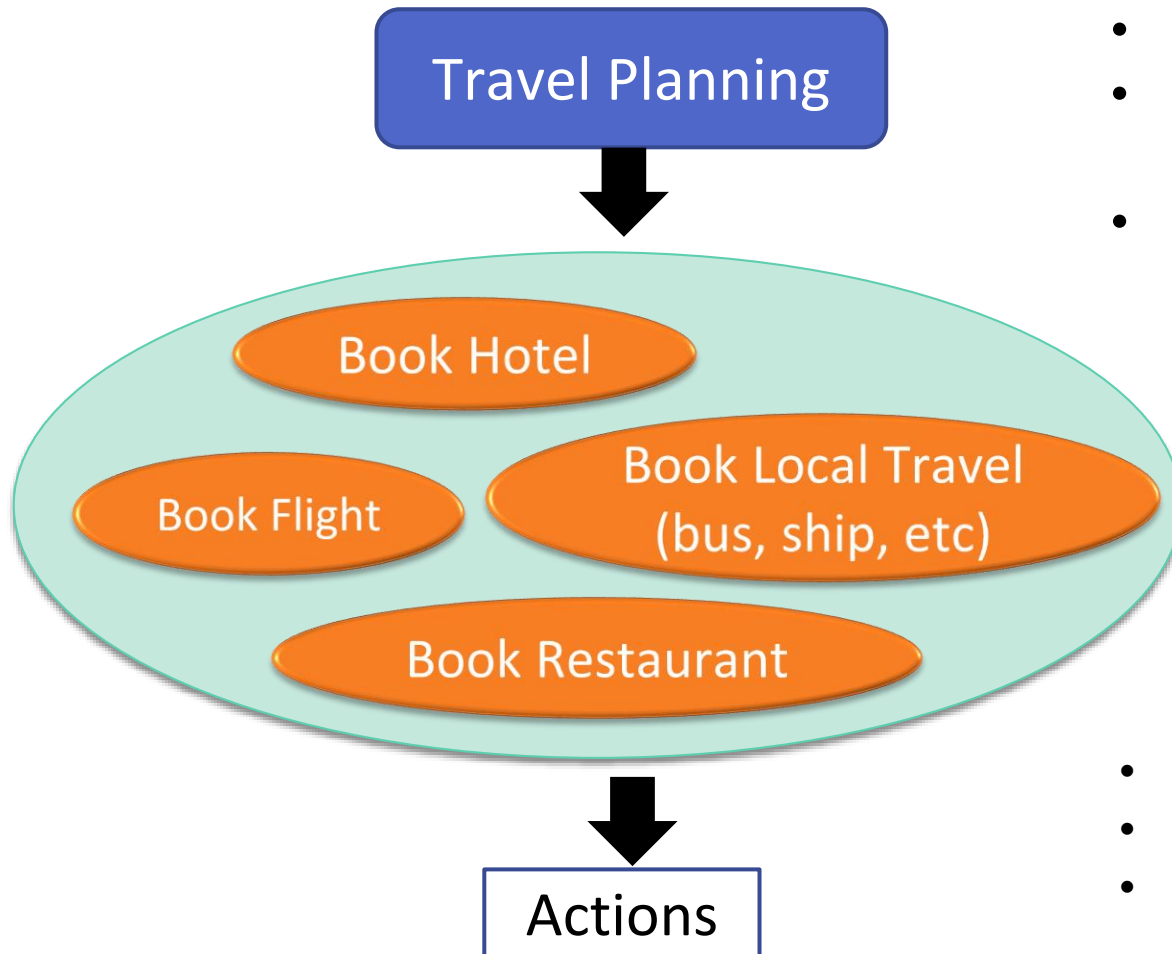 Travel Planning
Book Hotel
Book Local Travel
(bus, ship, etc)
Book Flight
Book Restaurant
Actions